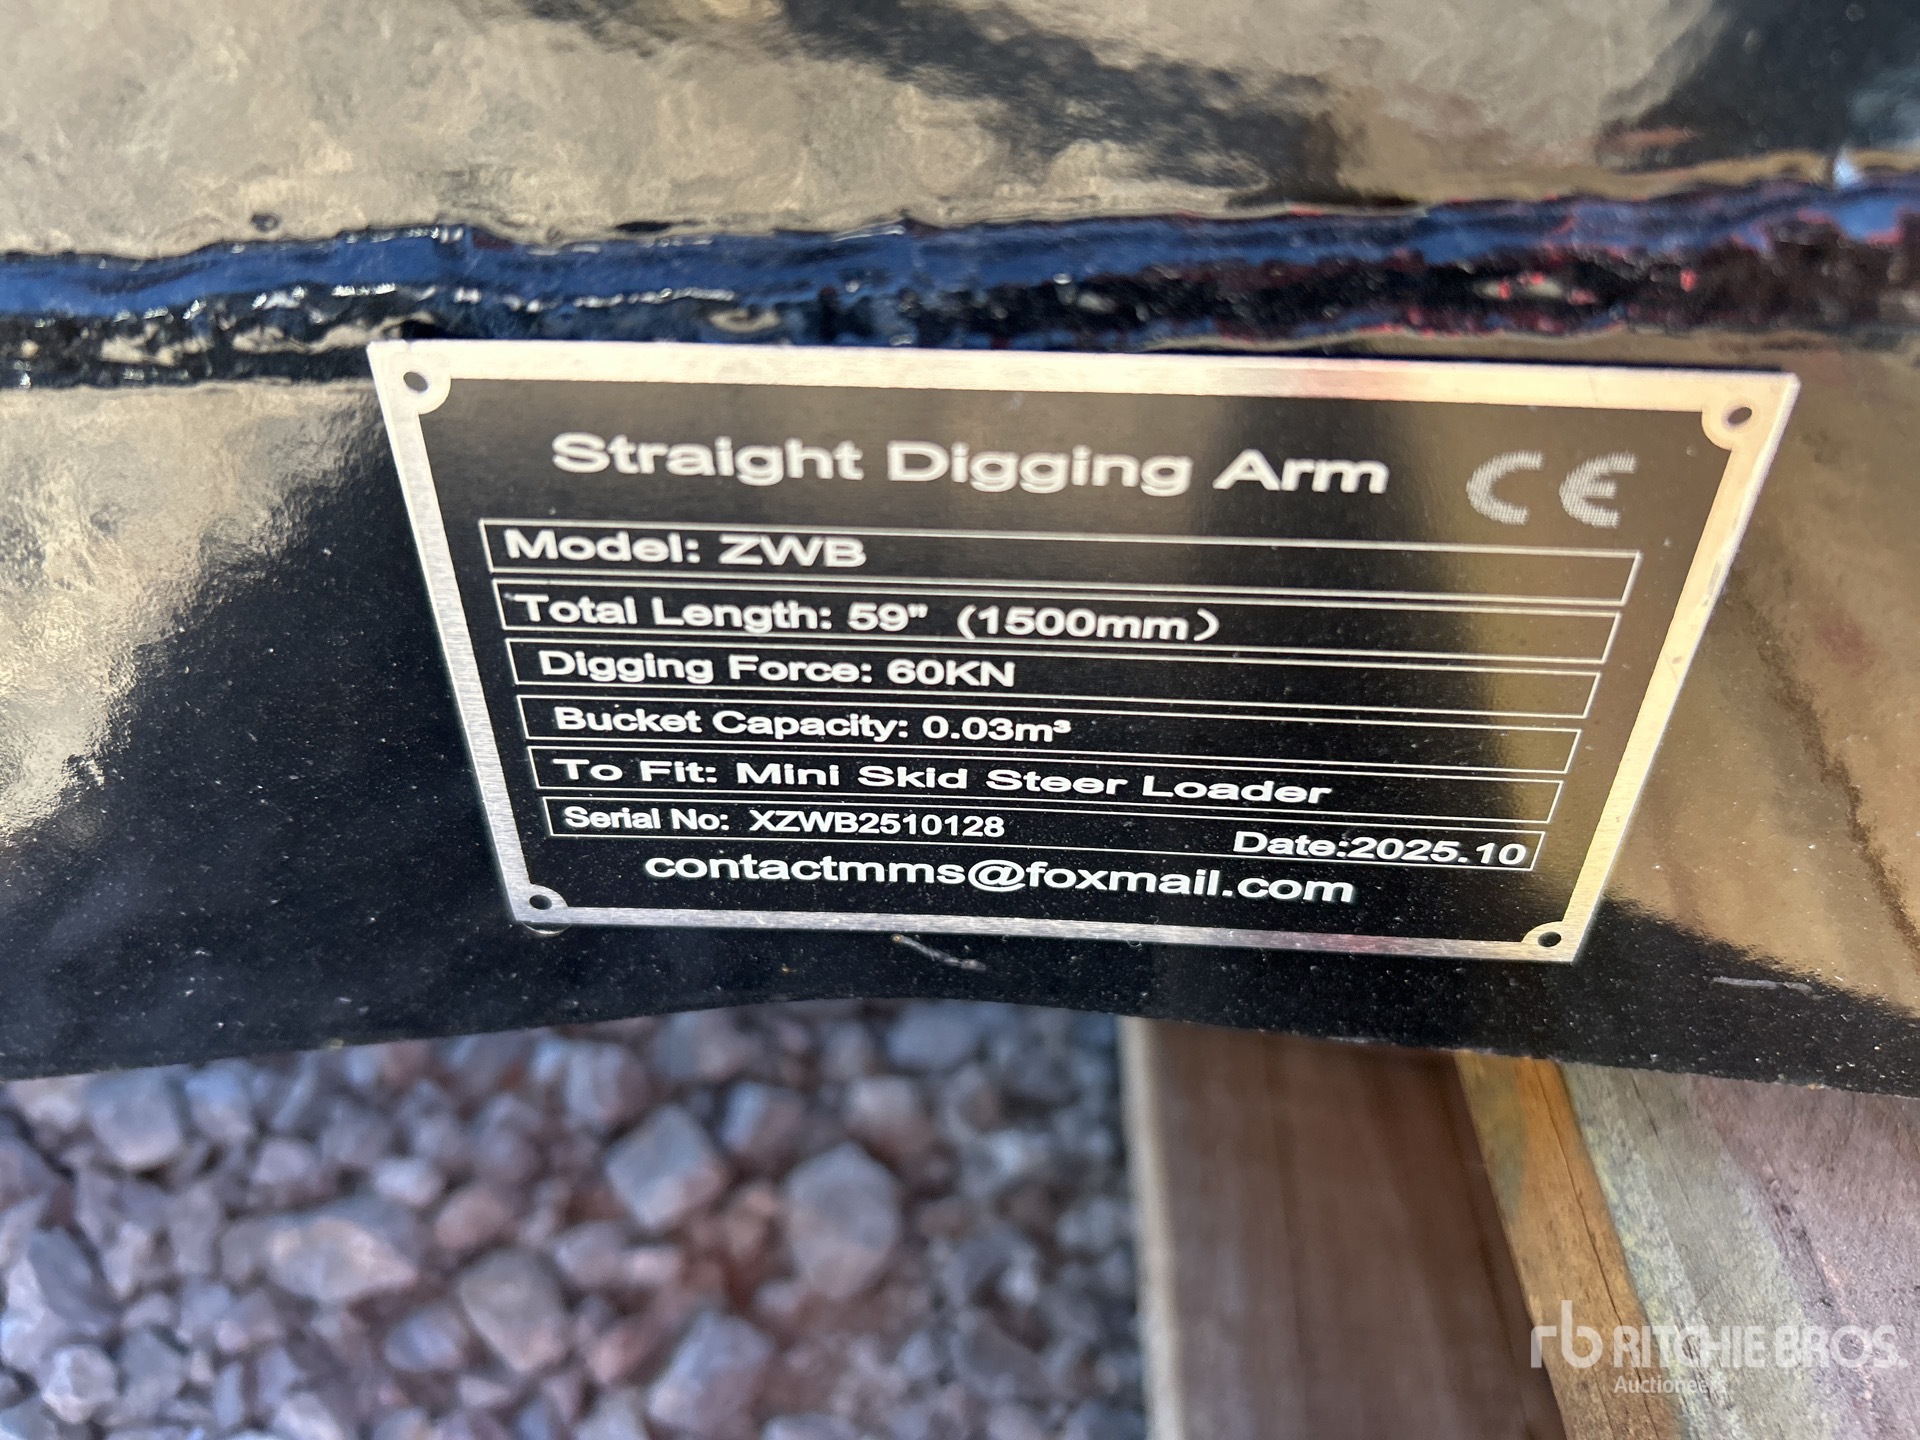 Straight Digging Arm CE
Model: ZWB
Total Length: 59" (1500mm)
Digging Force: 60KN
Bucket Capacity: 0.03m³
To Fit: Mini Skid Steer Loader
Serial No: XZWB2510128 Date:2025.10
contactmms@foxmail.com
rb RITCHIE BROS.
Auctioneers